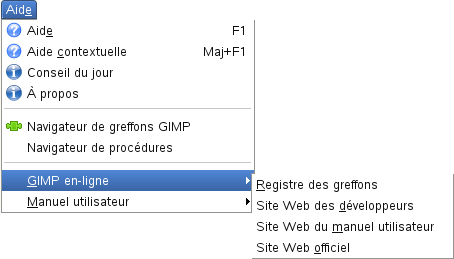 Aide
Aide F1
Aide contextuelle Maj+F1
Conseil du jour
À propos
Navigateur de greffons GIMP
Navigateur de procédures
GIMP en-ligne
Manuel utilisateur
Registre des greffons
Site Web des développeurs
Site Web du manuel utilisateur
Site Web officiel